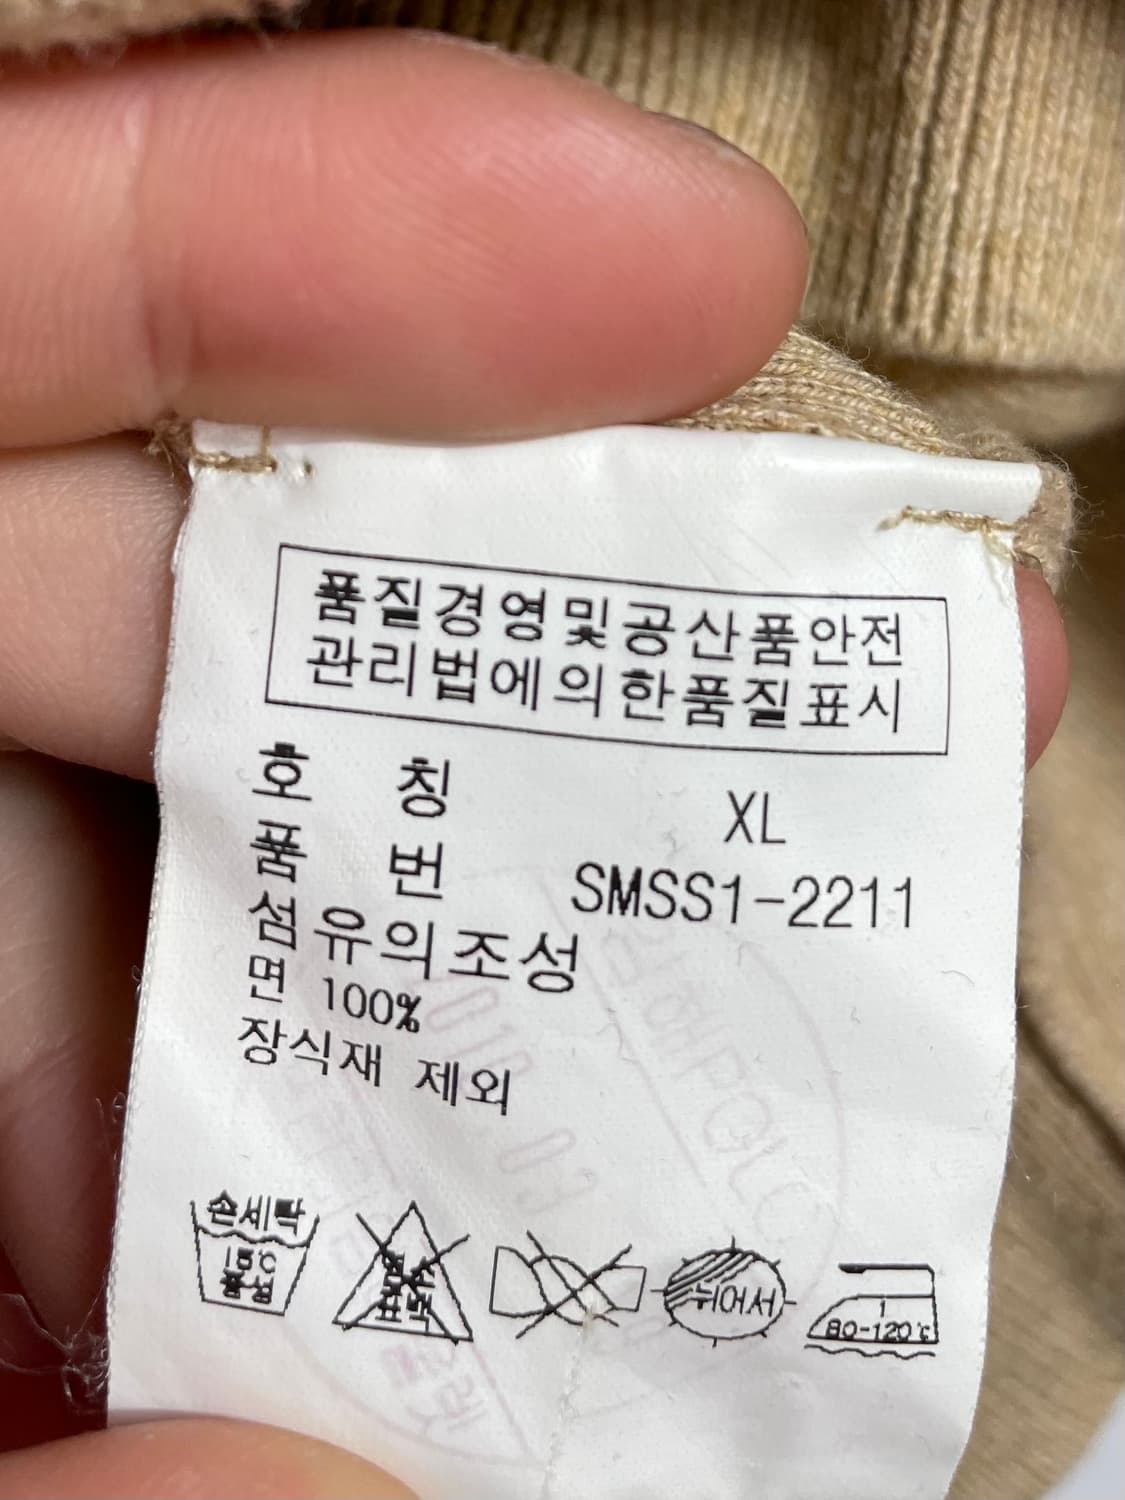 품질경영및공산품안전
관리법에의한품질표시
호 칭 XL
품 번 SMSS1-2211
섬유의조성
면 100%
장식재 제외
손세탁
중성
표백
뉘어서
80-120℃